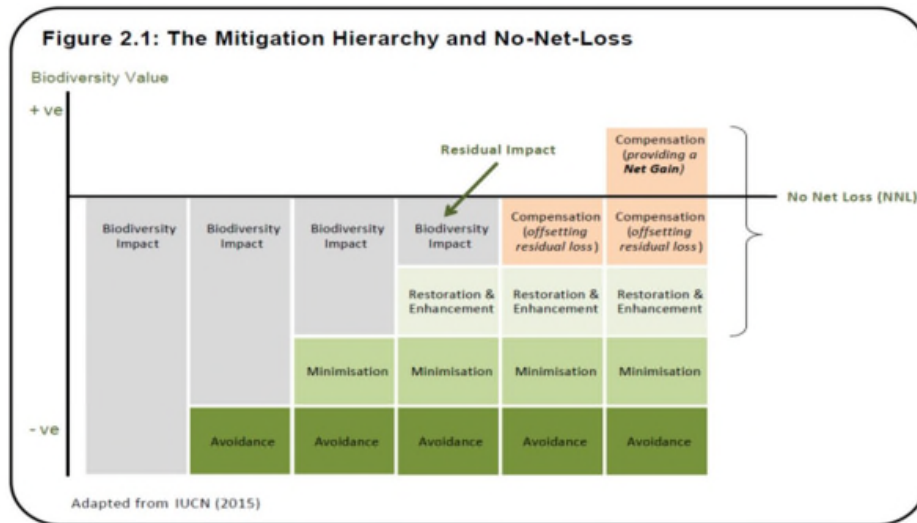 Figure 2.1: The Mitigation Hierarchy and No-Net-Loss
Biodiversity Value
+ ve
Residual Impact
Compensation
(providing a
Net Gain)
No Net Loss (NNL)
Biodiversity
Impact
Biodiversity
Impact
Biodiversity
Impact
Biodiversity
Impact
Compensation
(offsetting
residual loss)
Compensation
(offsetting
residual loss)
Restoration &
Enhancement
Restoration &
Enhancement
Restoration &
Enhancement
Minimisation
Minimisation
Minimisation
Minimisation
- ve
Avoidance
Avoidance
Avoidance
Avoidance
Avoidance
Adapted from IUCN (2015)